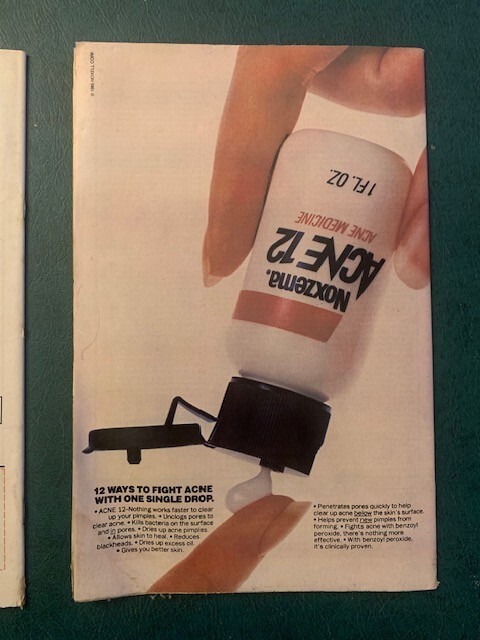 © 1985 NOXELL CORP.
1 FL. OZ.
ACNE MEDICINE
ACNE 12
Noxzema.
12 WAYS TO FIGHT ACNE
WITH ONE SINGLE DROP.
• ACNE 12-Nothing works faster to clear
up your pimples. • Unclogs pores to
clear acne. • Kills bacteria on the surface
and in pores. • Dries up acne pimples.
• Allows skin to heal. • Reduces
blackheads. • Dries up excess oil.
• Gives you better skin.
• Penetrates pores quickly to help
clear up acne below the skin's surface.
• Helps prevent new pimples from
forming. • Fights acne with benzoyl
peroxide, there's nothing more
effective. • With benzoyl peroxide,
it's clinically proven.